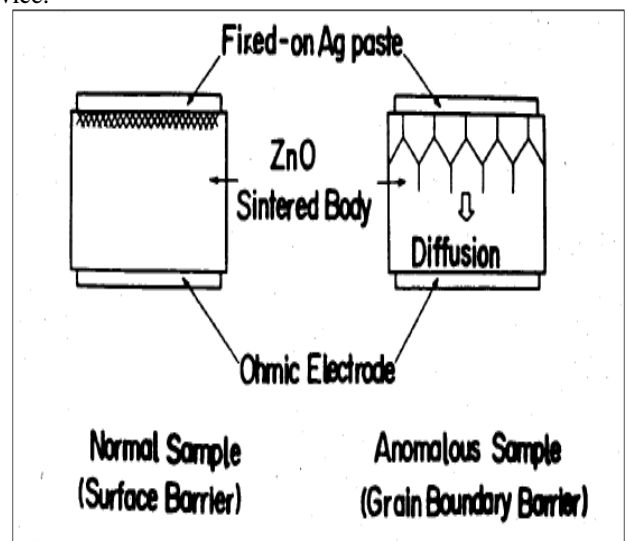 vice.
Fired-on Ag paste
ZnO
Sintered Body
Diffusion
Ohmic Electrode
Normal Sample
(Surface Barrier)
Anomalous Sample
(Grain Boundary Barrier)